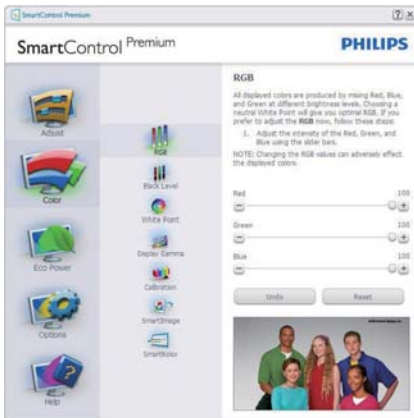 SmartControl Premium
SmartControl Premium
PHILIPS
Adjust
Color
Eco Power
Options
Help
RGB
Black Level
White Point
Display Gamma
Calibration
SmartImage
SmartKolor
RGB
All displayed colors are produced by mixing Red, Blue,
and Green at different brightness levels. Choosing a
neutral White Point will give you optimal RGB. If you
prefer to adjust the RGB now, follow these steps:
1. Adjust the intensity of the Red, Green, and
Blue using the slider bars.
NOTE: Changing the RGB values can adversely affect
the displayed colors.
Red 100
Green 100
Blue 100
Undo
Reset